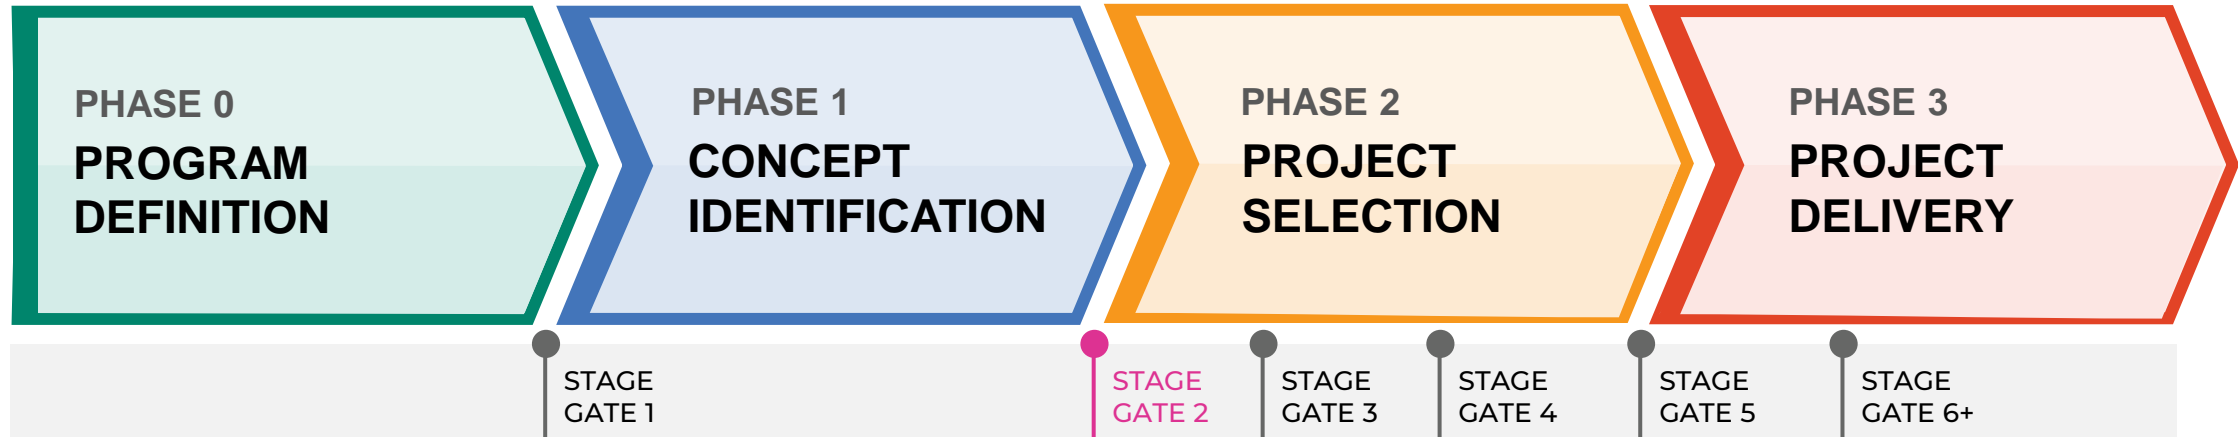 PHASE 0
PROGRAM
DEFINITION
PHASE 1
CONCEPT
IDENTIFICATION
PHASE 2
PROJECT
SELECTION
PHASE 3
PROJECT
DELIVERY
STAGE
GATE 1
STAGE
GATE 2
STAGE
GATE 3
STAGE
GATE 4
STAGE
GATE 5
STAGE
GATE 6+